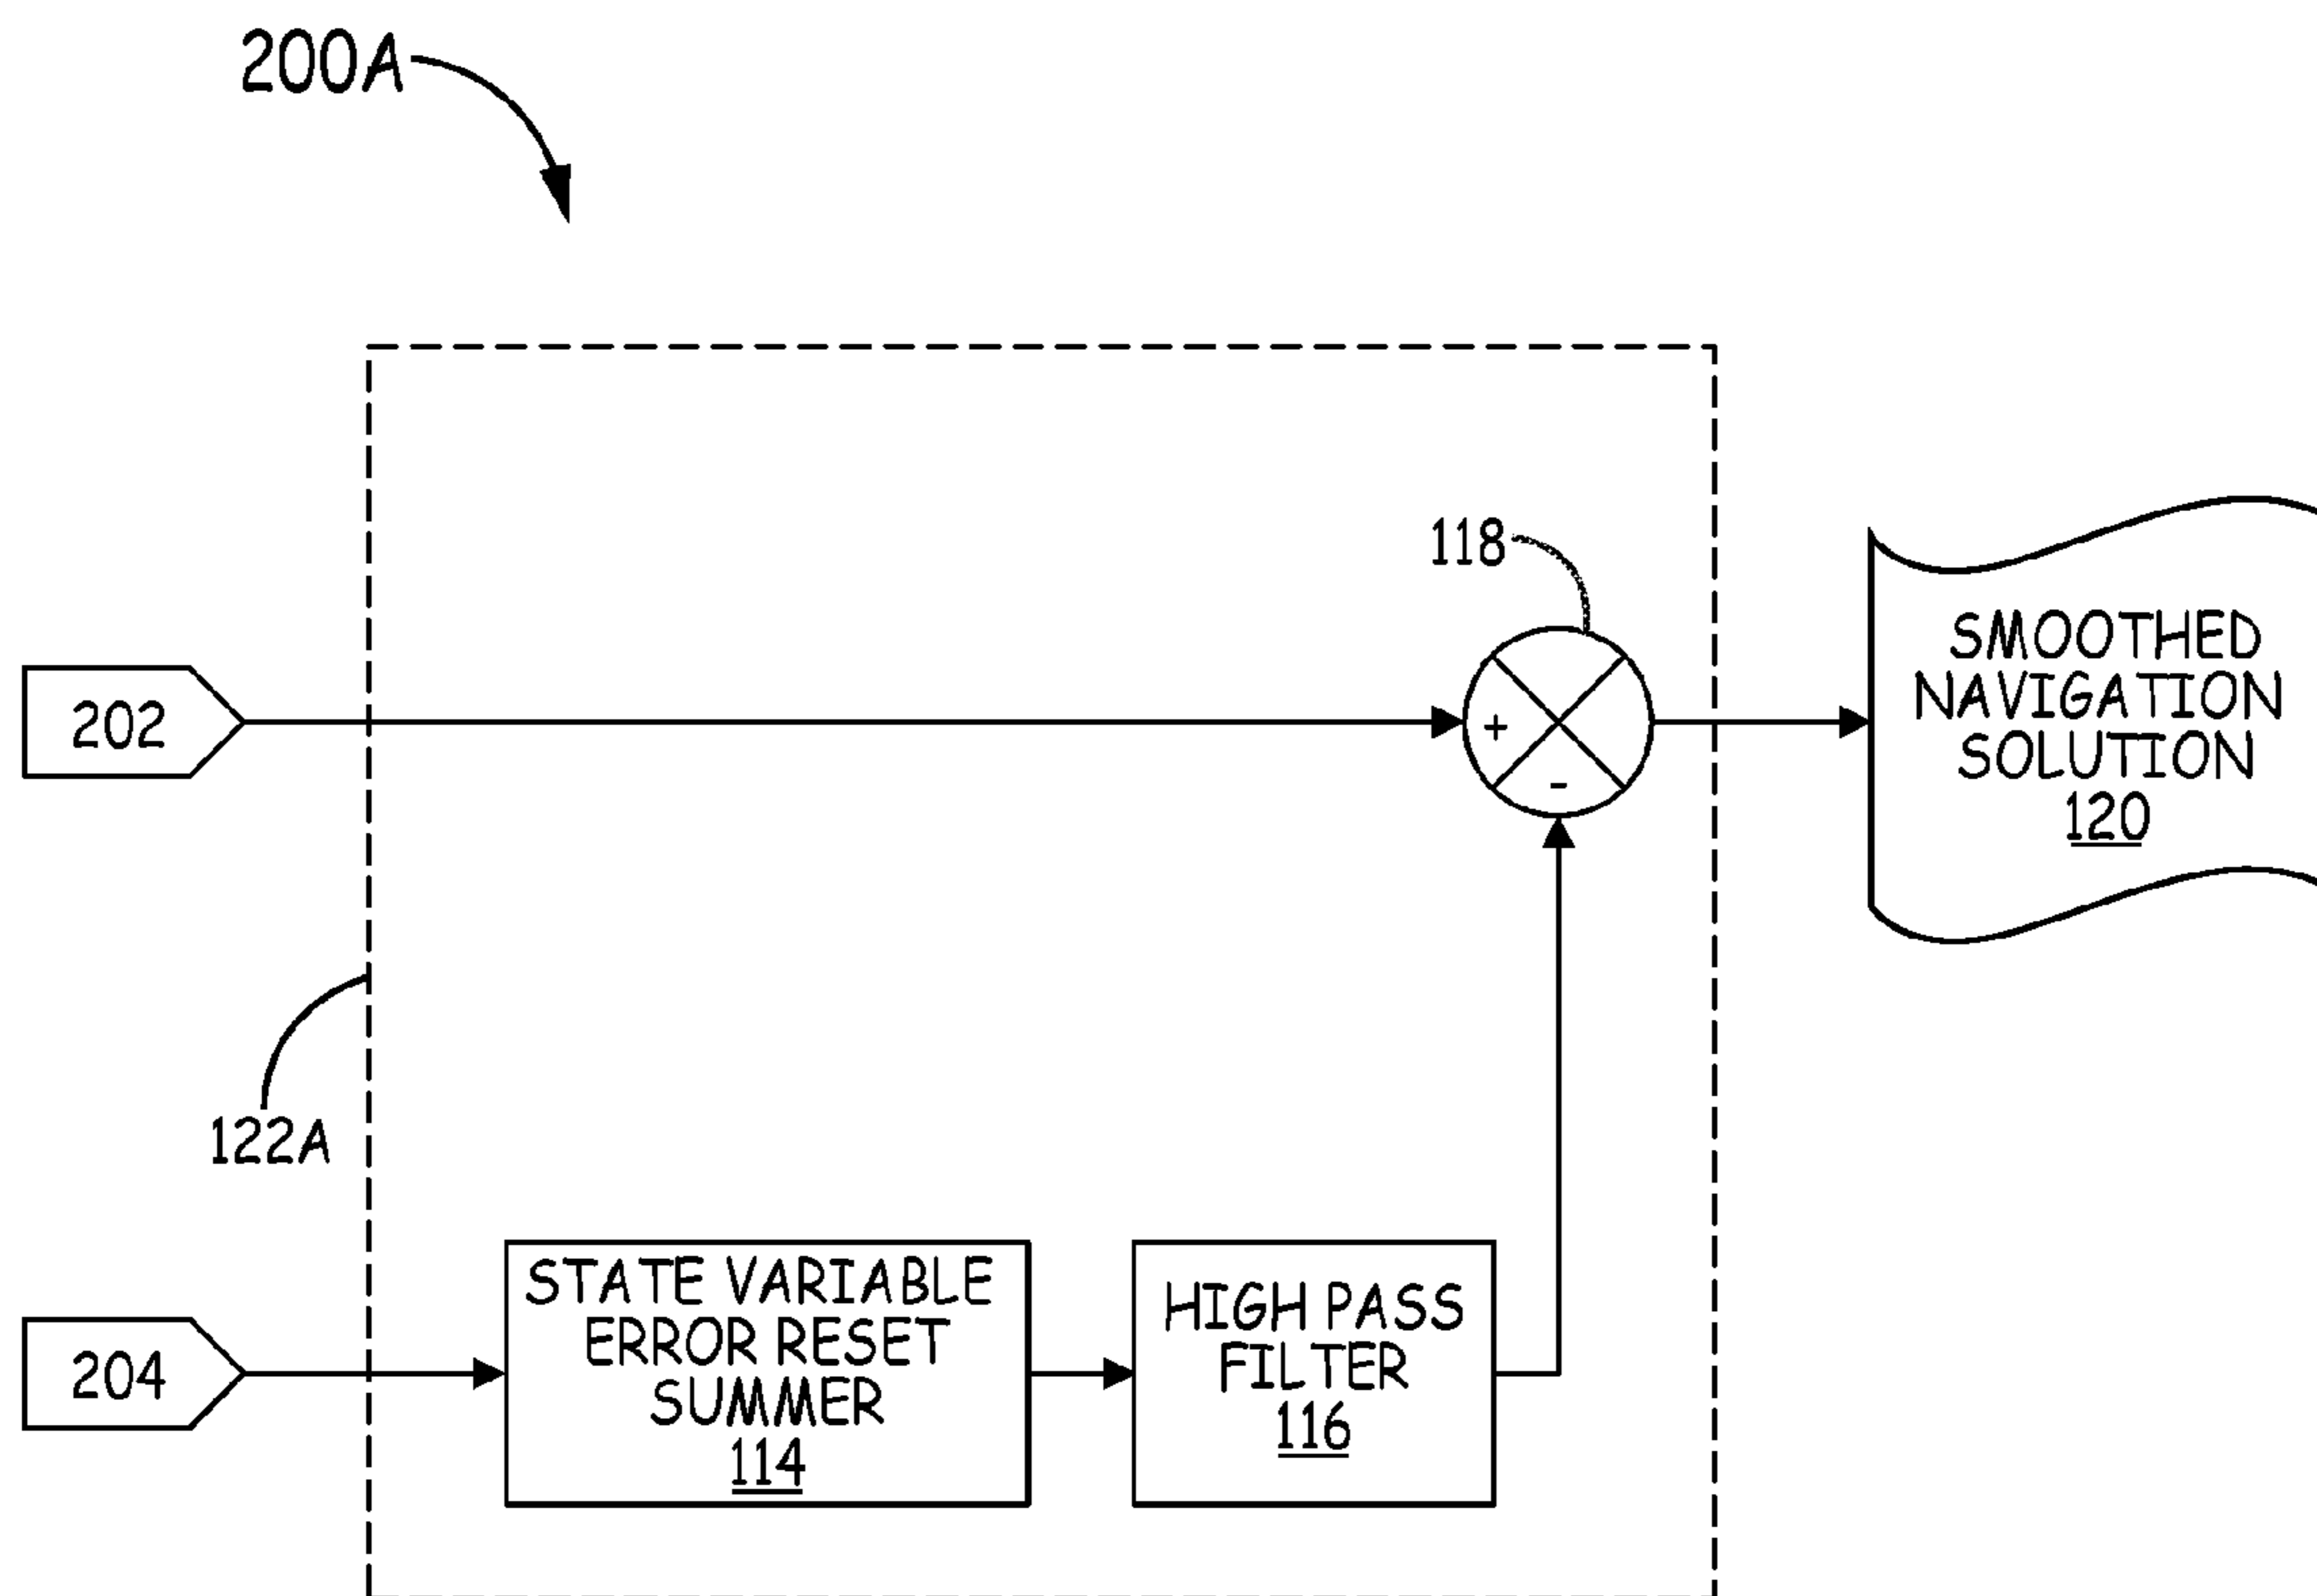 200A
118
202
+
-
SMOOTHED
NAVIGATION
SOLUTION
120
122A
204
STATE VARIABLE
ERROR RESET
SUMMER
114
HIGH PASS
FILTER
116